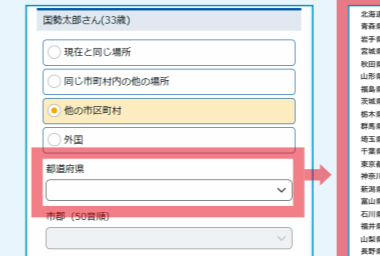 国勢太郎さん(33歳)
現在と同じ場所
同じ市町村内の他の場所
他の市区町村
外国
都道府県
市郡（50音順）
北海道
青森県
岩手県
宮城県
秋田県
山形県
福島県
茨城県
栃木県
群馬県
埼玉県
千葉県
東京都
神奈川
新潟県
富山県
石川県
福井県
山梨県
長野県